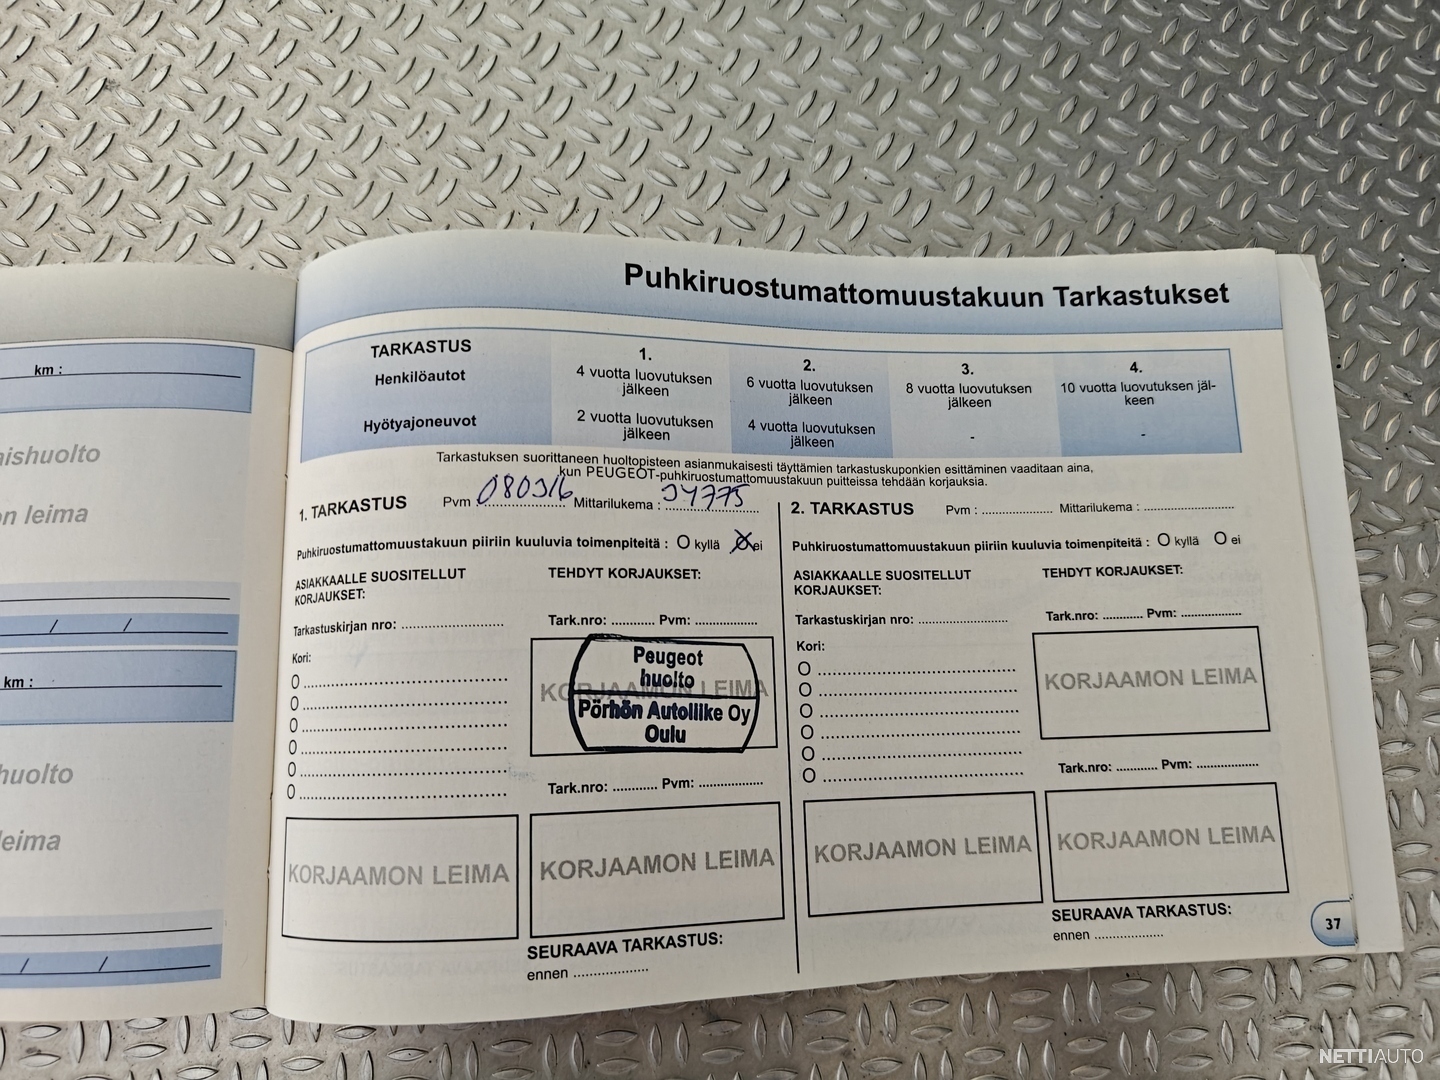 km :
aishuolto
on leima
/ /
km :
huolto
leima
/ /
Puhkiruostumattomuustakuun Tarkastukset
TARKASTUS
Henkilöautot
Hyötyajoneuvot
1.
4 vuotta luovutuksen
jälkeen
2 vuotta luovutuksen
jälkeen
2.
6 vuotta luovutuksen
jälkeen
4 vuotta luovutuksen
jälkeen
3.
8 vuotta luovutuksen
jälkeen
-
4.
10 vuotta luovutuksen jäl-
keen
-
Tarkastuksen suorittaneen huoltopisteen asianmukaisesti täyttämien tarkastuskuponkien esittäminen vaaditaan aina,
kun PEUGEOT-puhkiruostumattomuustakuun puitteissa tehdään korjauksia.
1. TARKASTUS Pvm 080316 Mittarilukema : 34775
Puhkiruostumattomuustakuun piiriin kuuluvia toimenpiteitä : O kyllä O ei
ASIAKKAALLE SUOSITELLUT
KORJAUKSET:
Tarkastuskirjan nro: ....................
Kori:
O ....................
O ....................
O ....................
O ....................
O ....................
O ....................
KORJAAMON LEIMA
TEHDYT KORJAUKSET:
Tark.nro: ........... Pvm: ................
KORJAAMON LEIMA
Peugeot
huolto
Pörhön Autoliike Oy
Oulu
Tark.nro: ........... Pvm: ................
KORJAAMON LEIMA
SEURAAVA TARKASTUS:
ennen ...................
2. TARKASTUS Pvm : .................. Mittarilukema : ......................
Puhkiruostumattomuustakuun piiriin kuuluvia toimenpiteitä : O kyllä O ei
ASIAKKAALLE SUOSITELLUT
KORJAUKSET:
Tarkastuskirjan nro: ....................
Kori:
O ....................
O ....................
O ....................
O ....................
O ....................
O ....................
KORJAAMON LEIMA
TEHDYT KORJAUKSET:
Tark.nro: ........... Pvm: ................
KORJAAMON LEIMA
Tark.nro: ........... Pvm: ................
KORJAAMON LEIMA
SEURAAVA TARKASTUS:
ennen ...................
37
NETTIAUTO